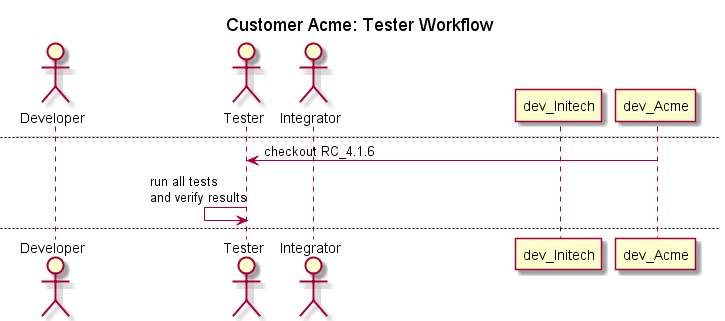 Customer Acme: Tester Workflow
Developer
Tester
Integrator
dev_Initech
dev_Acme
checkout RC_4.1.6
run all tests
and verify results
Developer
Tester
Integrator
dev_Initech
dev_Acme